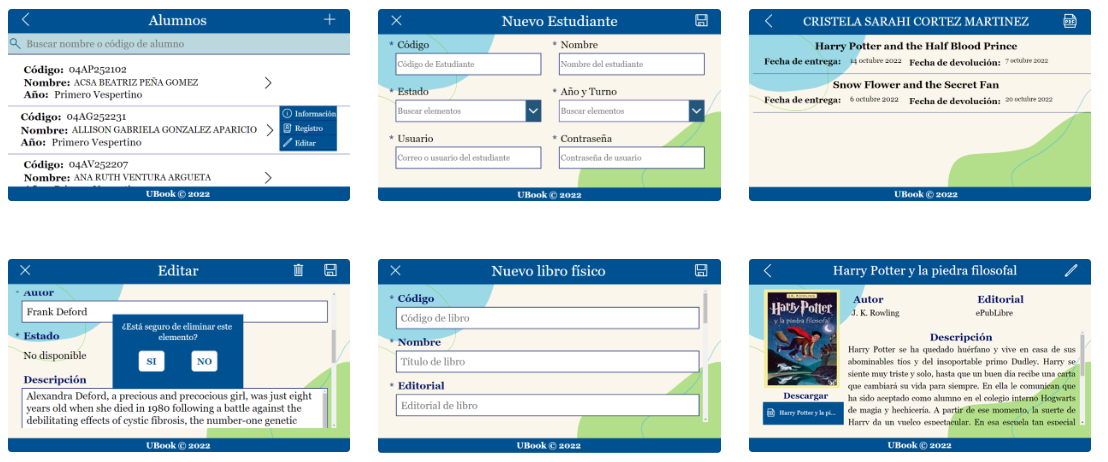 Alumnos
Buscar nombre o código de alumno
Código: 04AP252102
Nombre: ACSA BEATRIZ PEÑA GOMEZ
Año: Primero Vespertino
Código: 04AG252231
Nombre: ALLISON GABRIELA GONZALEZ APARICIO
Año: Primero Vespertino
Información
Registro
Editar
Código: 04AV252207
Nombre: ANA RUTH VENTURA ARGUETA
UBook © 2022
Nuevo Estudiante
* Código
* Nombre
Código de Estudiante
Nombre del estudiante
* Estado
* Año y Turno
Buscar elementos
Buscar elementos
* Usuario
* Contraseña
Correo o usuario del estudiante
Contraseña de usuario
UBook © 2022
CRISTELA SARAHI CORTEZ MARTINEZ
PDF
Harry Potter and the Half Blood Prince
Fecha de entrega: 14 octubre 2022 Fecha de devolución: 7 octubre 2022
Snow Flower and the Secret Fan
Fecha de entrega: 6 octubre 2022 Fecha de devolución: 20 octubre 2022
UBook © 2022
Editar
* Autor
Frank Deford
* Estado
No disponible
¿Está seguro de eliminar este
elemento?
SI
NO
Descripción
Alexandra Deford, a precious and precocious girl, was just eight
years old when she died in 1980 following a battle against the
debilitating effects of cystic fibrosis, the number-one genetic
UBook © 2022
Nuevo libro físico
* Código
Código de libro
* Nombre
Título de libro
* Editorial
Editorial de libro
UBook © 2022
Harry Potter y la piedra filosofal
J.K. ROWLING
Harry Potter
y la piedra filosofal
Autor
J. K. Rowling
Editorial
ePubLibre
Descripción
Harry Potter se ha quedado huérfano y vive en casa de sus
abominables tíos y del insoportable primo Dudley. Harry se
siente muy triste y solo, hasta que un buen día recibe una carta
que cambiará su vida para siempre. En ella le comunican que
ha sido aceptado como alumno en el colegio interno Hogwarts
de magia y hechicería. A partir de ese momento, la suerte de
Harry da un vuelco espectacular. En esa escuela tan especial
Descargar
Harry Potter y la pi...
UBook © 2022